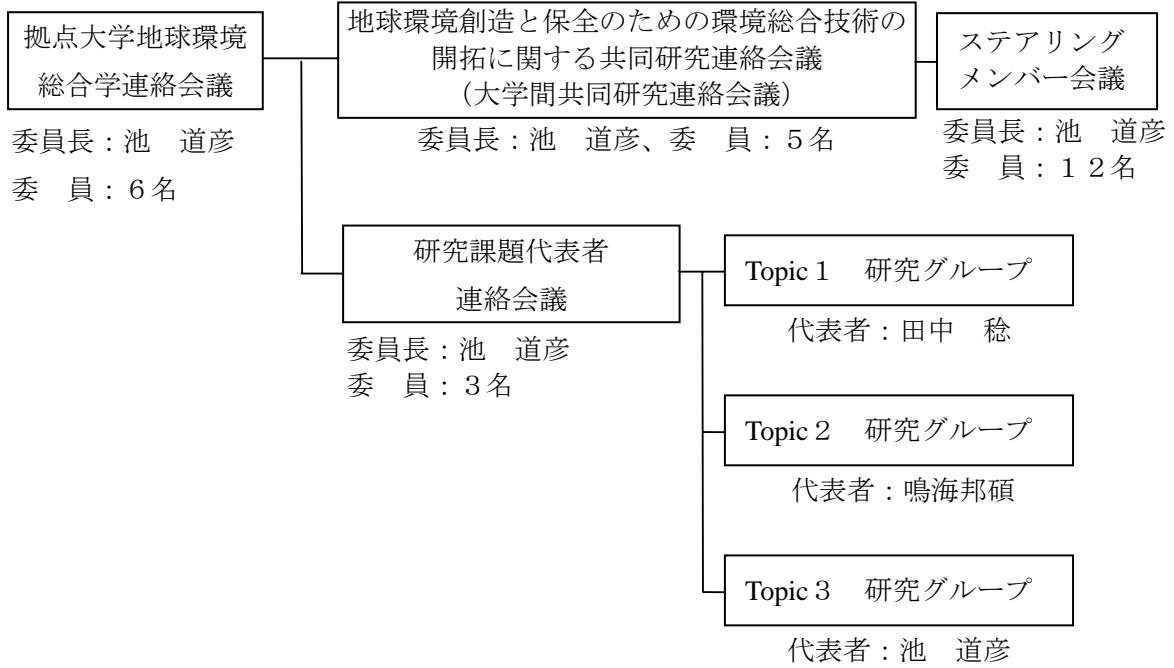 拠点大学地球環境
総合学連絡会議
委員長：池　道彦
委　員：６名
地球環境創造と保全のための環境総合技術の
開拓に関する共同研究連絡会議
（大学間共同研究連絡会議）
委員長：池　道彦、委　員：５名
ステアリング
メンバー会議
委員長：池　道彦
委　員：１２名
研究課題代表者
連絡会議
委員長：池　道彦
委　員：３名
Topic１　研究グループ
代表者：田中　稔
Topic２　研究グループ
代表者：鳴海邦碩
Topic３　研究グループ
代表者：池　道彦